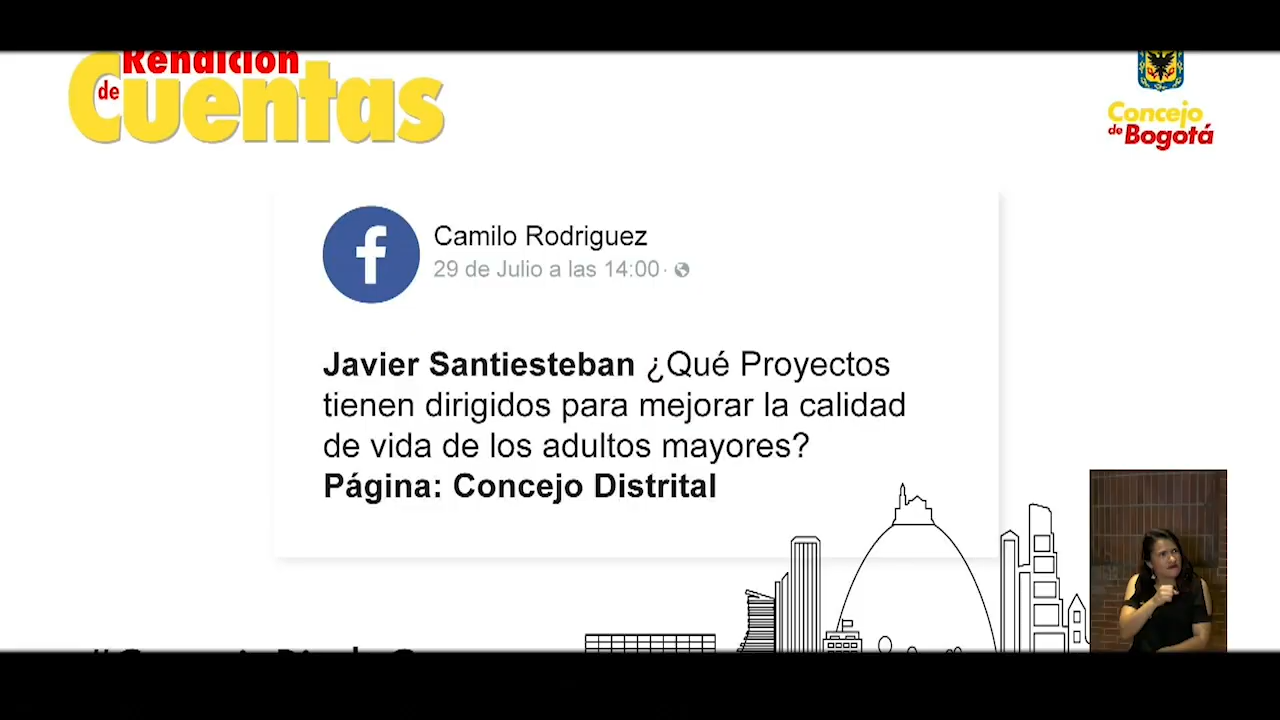 Rendición
de Cuentas
Concejo
de Bogotá
Camilo Rodriguez
29 de Julio a las 14:00
Javier Santiesteban ¿Qué Proyectos
tienen dirigidos para mejorar la calidad
de vida de los adultos mayores?
Página: Concejo Distrital